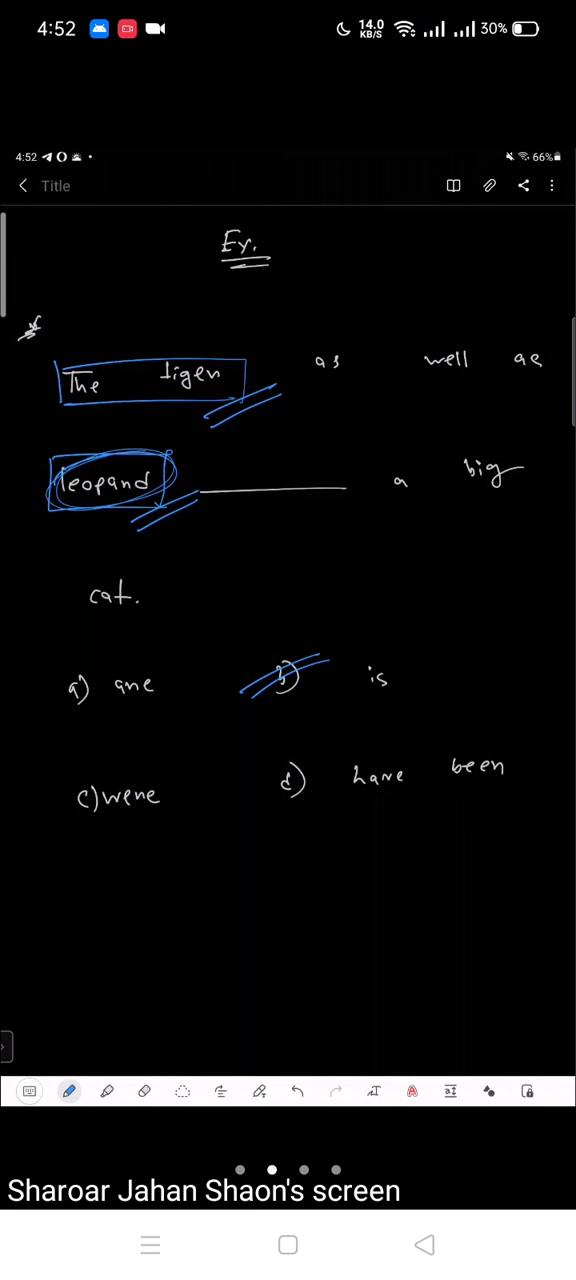 4:52 14.0 KB/S 30%
4:52 66%
Title
Ex.
The tiger as well as
leopard ________ a big
cat.
a) are b) is
c) were d) have been
Sharoar Jahan Shaon's screen